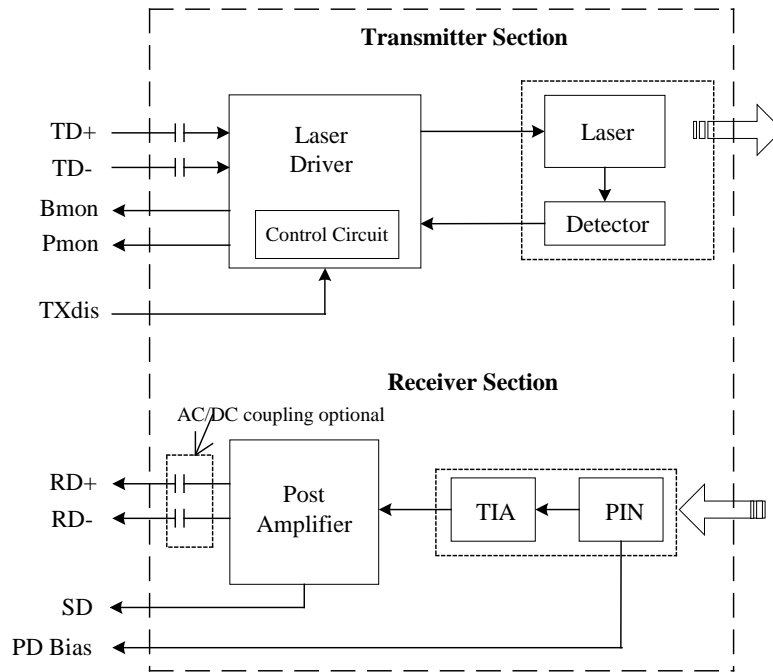 Transmitter Section
TD+
TD-
Bmon
Pmon
TXdis
Laser
Driver
Control Circuit
Laser
Detector
Receiver Section
AC/DC coupling optional
RD+
RD-
SD
PD Bias
Post
Amplifier
TIA
PIN